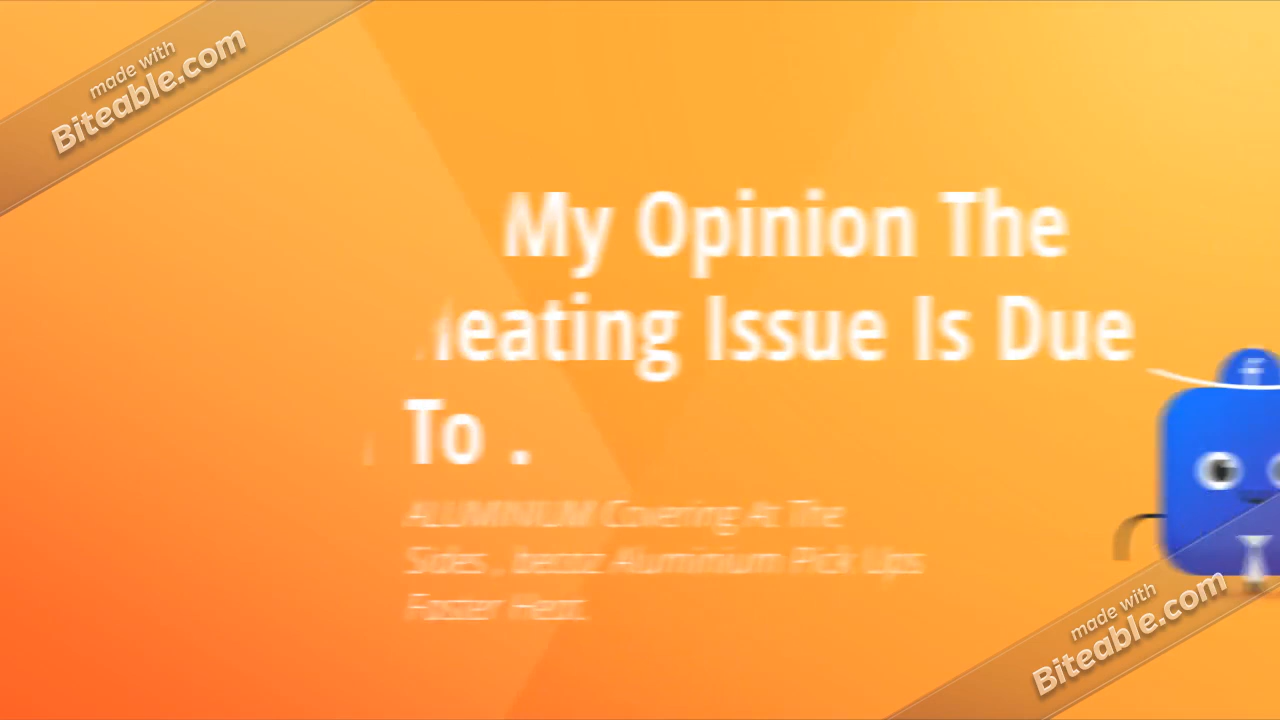 made with
Biteable.com
My Opinion The
Heating Issue Is Due
To .
ALUMINIUM Covering At The
Sides , becoz Aluminium Pick Ups
Faster Heat.
made with
Biteable.com